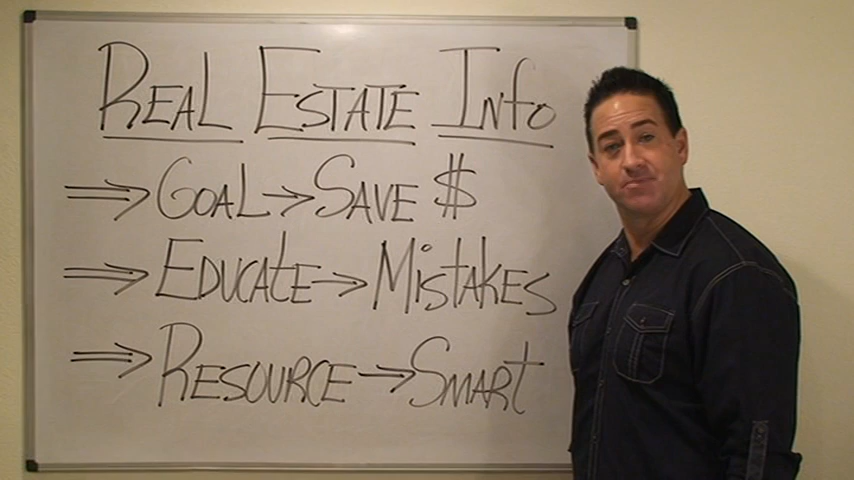 Real Estate Info
⇒ Goal → Save $
⇒ Educate → Mistakes
⇒ Resource → Smart